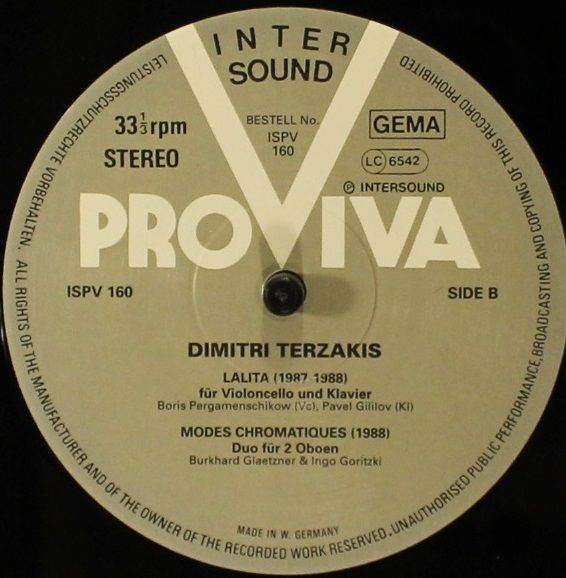 INTER
SOUND
BESTELL No.
ISPV
160
33⅓ rpm
STEREO
GEMA
LC 6542
℗ INTERSOUND
PROVIVA
ISPV 160
SIDE B
DIMITRI TERZAKIS
LALITA (1987-1988)
für Violoncello und Klavier
Boris Pergamenschikow (Vc), Pavel Gililov (Kl)
MODES CHROMATIQUES (1988)
Duo für 2 Oboen
Burkhard Glaetzner & Ingo Goritzki
MADE IN W. GERMANY
LEISTUNGSSCHUTZRECHTE VORBEHALTEN. ALL RIGHTS OF THE MANUFACTURER AND OF THE OWNER OF THE RECORDED WORK RESERVED. UNAUTHORISED PUBLIC PERFORMANCE, BROADCASTING AND COPYING OF THIS RECORD PROHIBITED